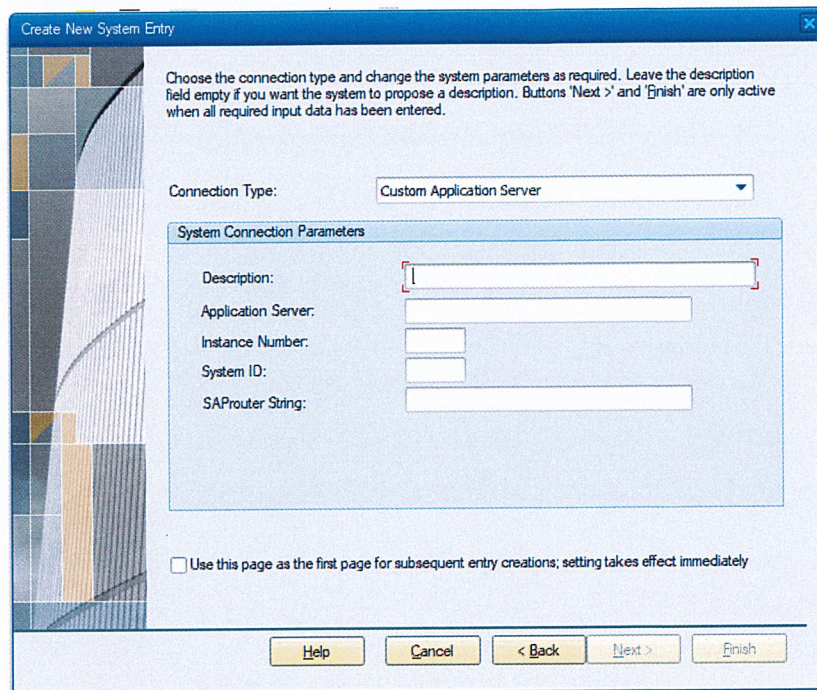 Create New System Entry
Choose the connection type and change the system parameters as required. Leave the description
field empty if you want the system to propose a description. Buttons 'Next >' and 'Finish' are only active
when all required input data has been entered.
Connection Type: Custom Application Server
System Connection Parameters
Description:
Application Server:
Instance Number:
System ID:
SAProuter String:
Use this page as the first page for subsequent entry creations; setting takes effect immediately
Help Cancel < Back Next > Finish